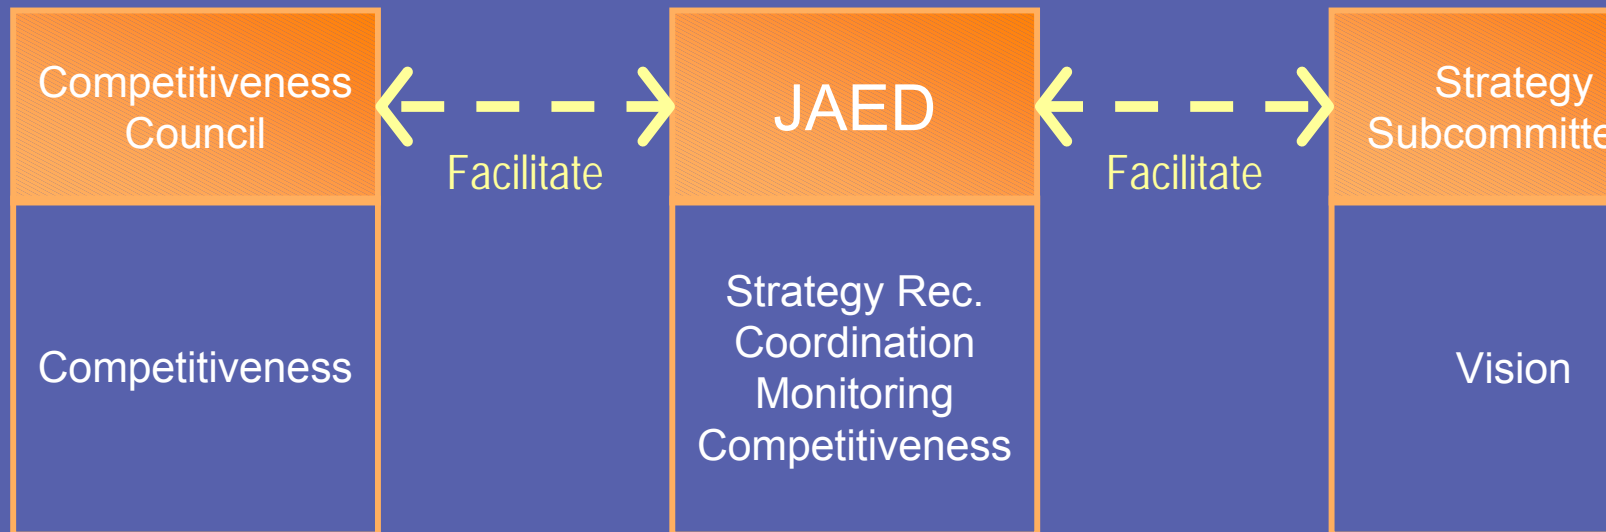 Competitiveness
Council
Facilitate
JAED
Facilitate
Strategy
Competitiveness
Strategy Rec.
Coordination
Monitoring
Competitiveness
Vision